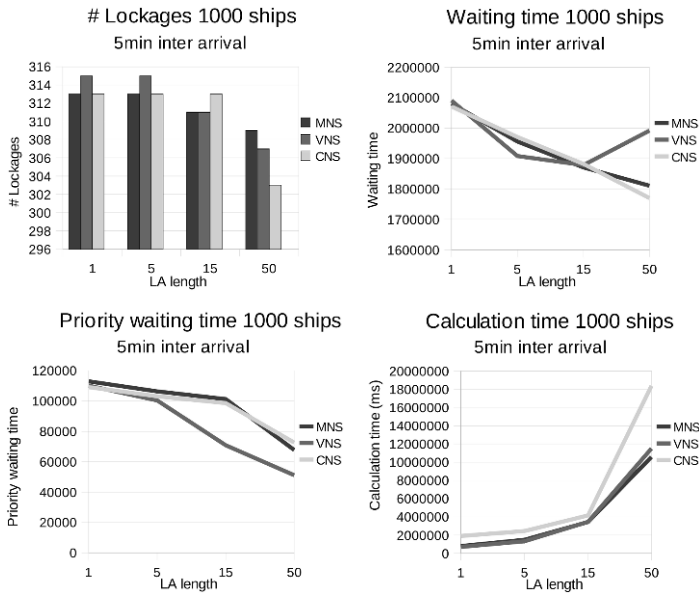 # Lockages 1000 ships
5min inter arrival
316
314
312
310
308
306
304
302
300
298
296
# Lockages
1 5 15 50
LA length
MNS
VNS
CNS
Waiting time 1000 ships
5min inter arrival
2200000
2100000
2000000
1900000
1800000
1700000
1600000
Waiting time
1 5 15 50
LA length
MNS
VNS
CNS
Priority waiting time 1000 ships
5min inter arrival
120000
100000
80000
60000
40000
20000
0
Priority waiting time
1 5 15 50
LA length
MNS
VNS
CNS
Calculation time 1000 ships
5min inter arrival
20000000
18000000
16000000
14000000
12000000
10000000
8000000
6000000
4000000
2000000
0
Calculation time (ms)
1 5 15 50
LA length
MNS
VNS
CNS